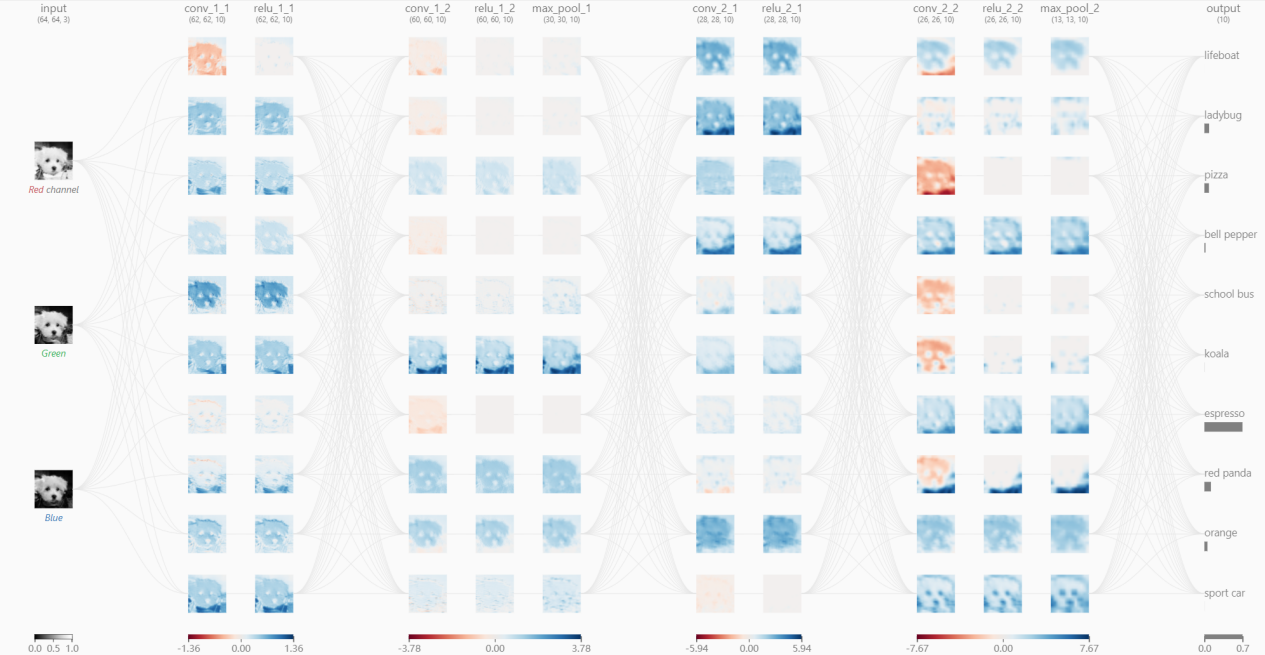 input
(64, 64, 3)
conv_1_1
(62, 62, 10)
relu_1_1
(62, 62, 10)
conv_1_2
(60, 60, 10)
relu_1_2
(60, 60, 10)
max_pool_1
(30, 30, 10)
conv_2_1
(28, 28, 10)
relu_2_1
(28, 28, 10)
conv_2_2
(26, 26, 10)
relu_2_2
(26, 26, 10)
max_pool_2
(13, 13, 10)
output
(10)
Red channel
Green
Blue
lifeboat
ladybug
pizza
bell pepper
school bus
koala
espresso
red panda
orange
sport car
0.0 0.5 1.0
-1.36 0.00 1.36
-3.78 0.00 3.78
-5.94 0.00 5.94
-7.67 0.00 7.67
0.0 0.7